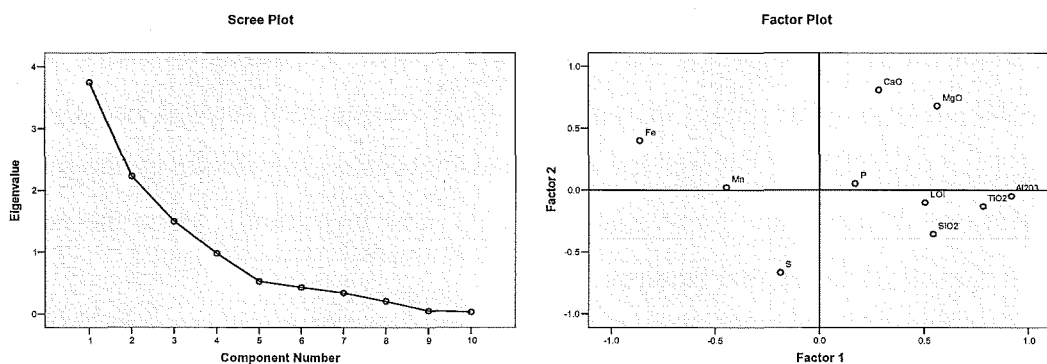 Scree Plot
4
3
2
1
0
Eigenvalue
1 2 3 4 5 6 7 8 9 10
Component Number
Factor Plot
1.0
0.5
0.0
-0.5
-1.0
Factor 2
CaO
MgO
Fe
Mn
P
LOI
TiO2
Al2O3
SIO2
S
-1.0 -0.5 0.0 0.5 1.0
Factor 1